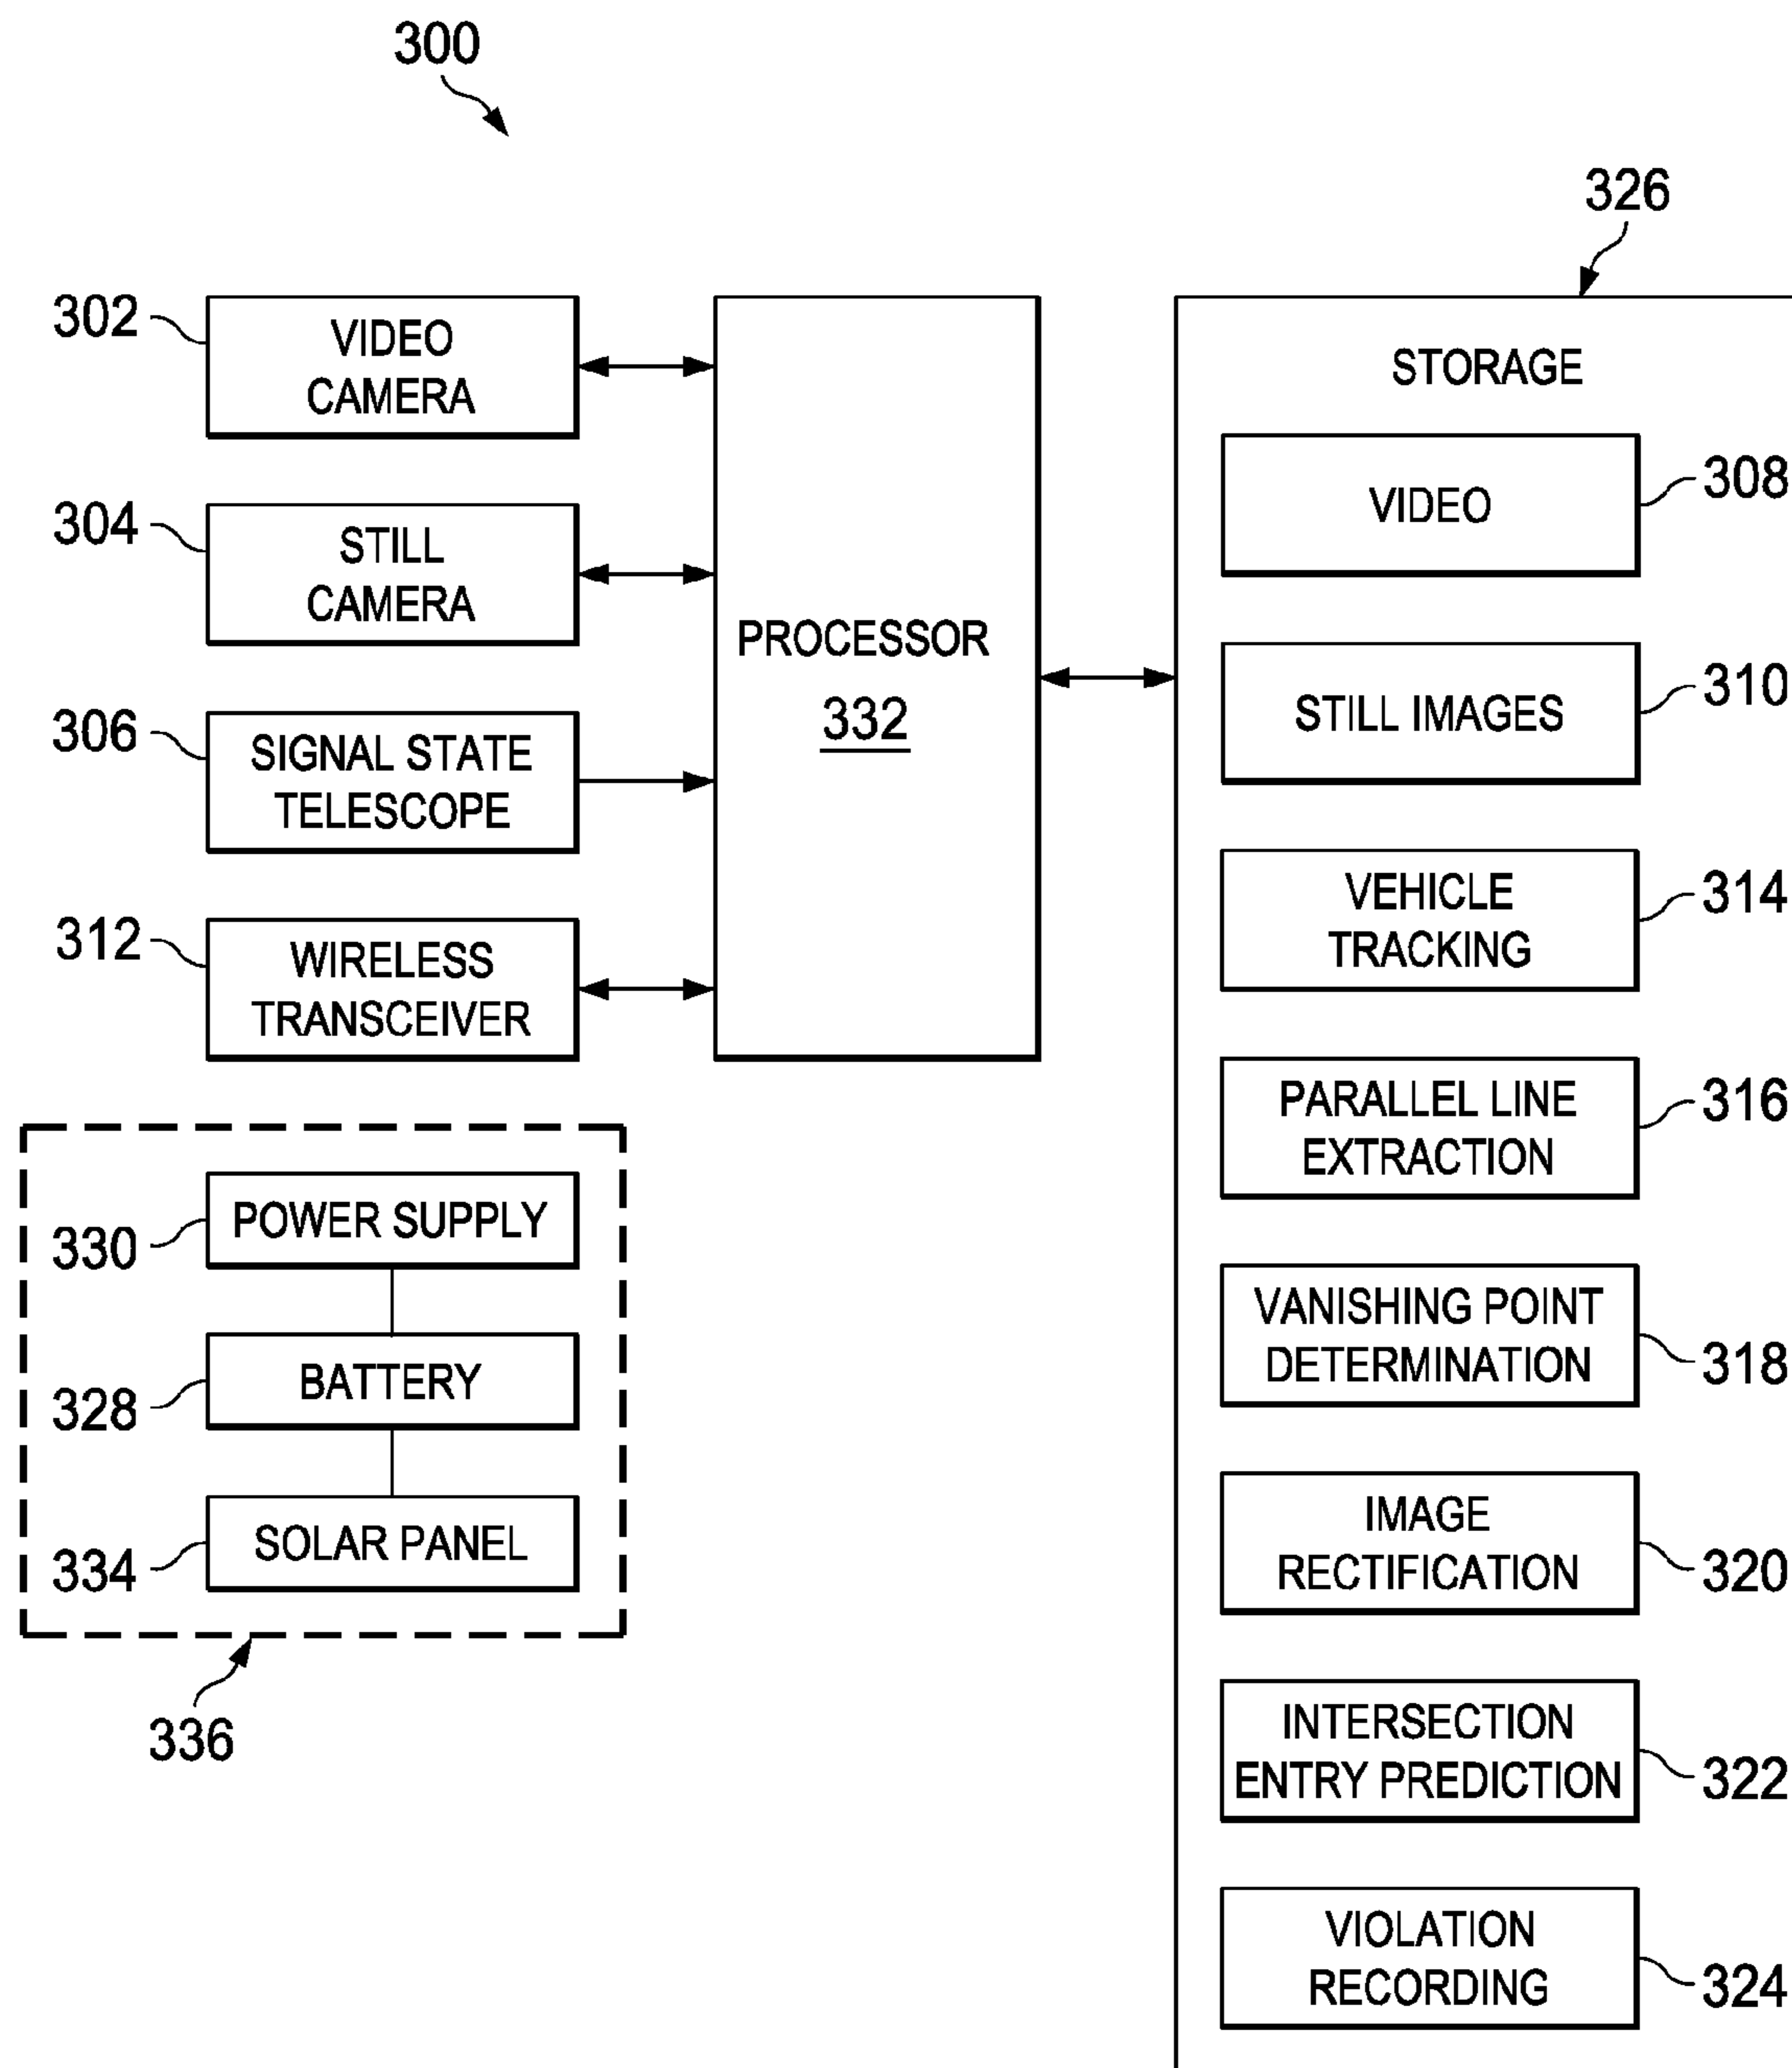 300
326
302
VIDEO
CAMERA
304
STILL
CAMERA
306
SIGNAL STATE
TELESCOPE
312
WIRELESS
TRANSCEIVER
PROCESSOR
332
STORAGE
VIDEO
308
STILL IMAGES
310
VEHICLE
TRACKING
314
PARALLEL LINE
EXTRACTION
316
VANISHING POINT
DETERMINATION
318
IMAGE
RECTIFICATION
320
INTERSECTION
ENTRY PREDICTION
322
VIOLATION
RECORDING
324
330
POWER SUPPLY
328
BATTERY
334
SOLAR PANEL
336